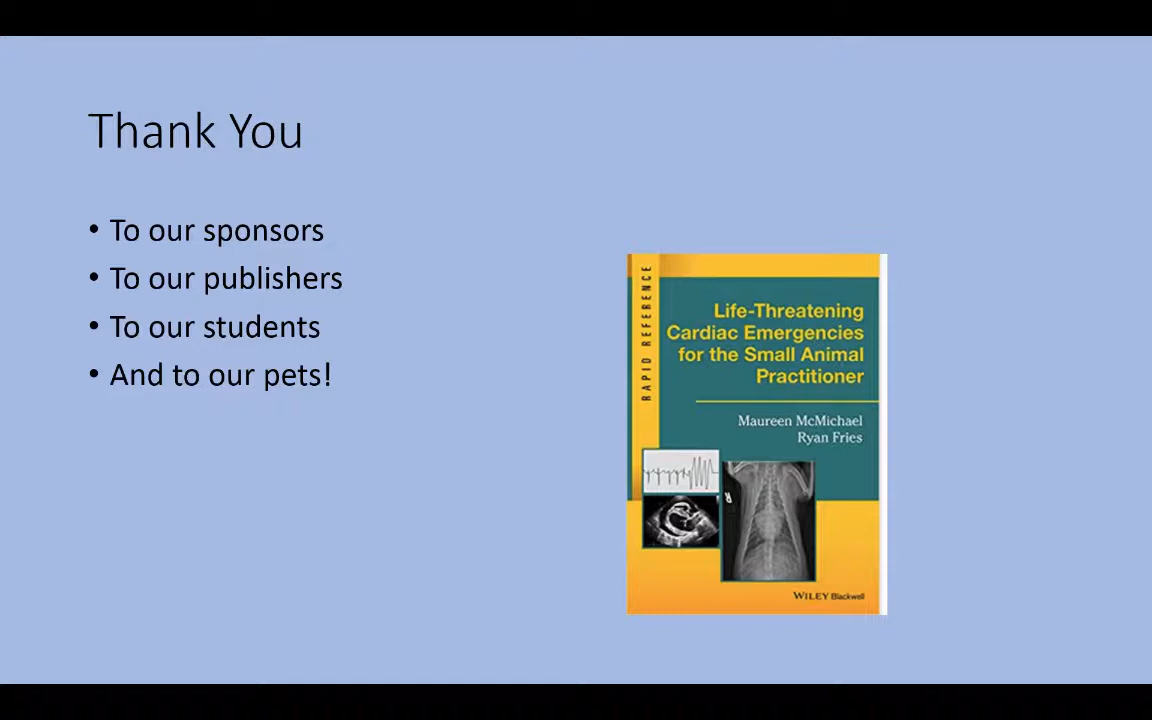 Thank You
• To our sponsors
• To our publishers
• To our students
• And to our pets!
RAPID REFERENCE
Life-Threatening
Cardiac Emergencies
for the Small Animal
Practitioner
Maureen McMichael
Ryan Fries
WILEY Blackwell